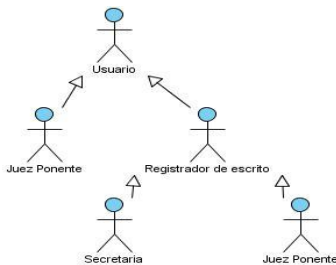 Usuario
Juez Ponente
Registrador de escrito
Secretaria
Juez Ponente